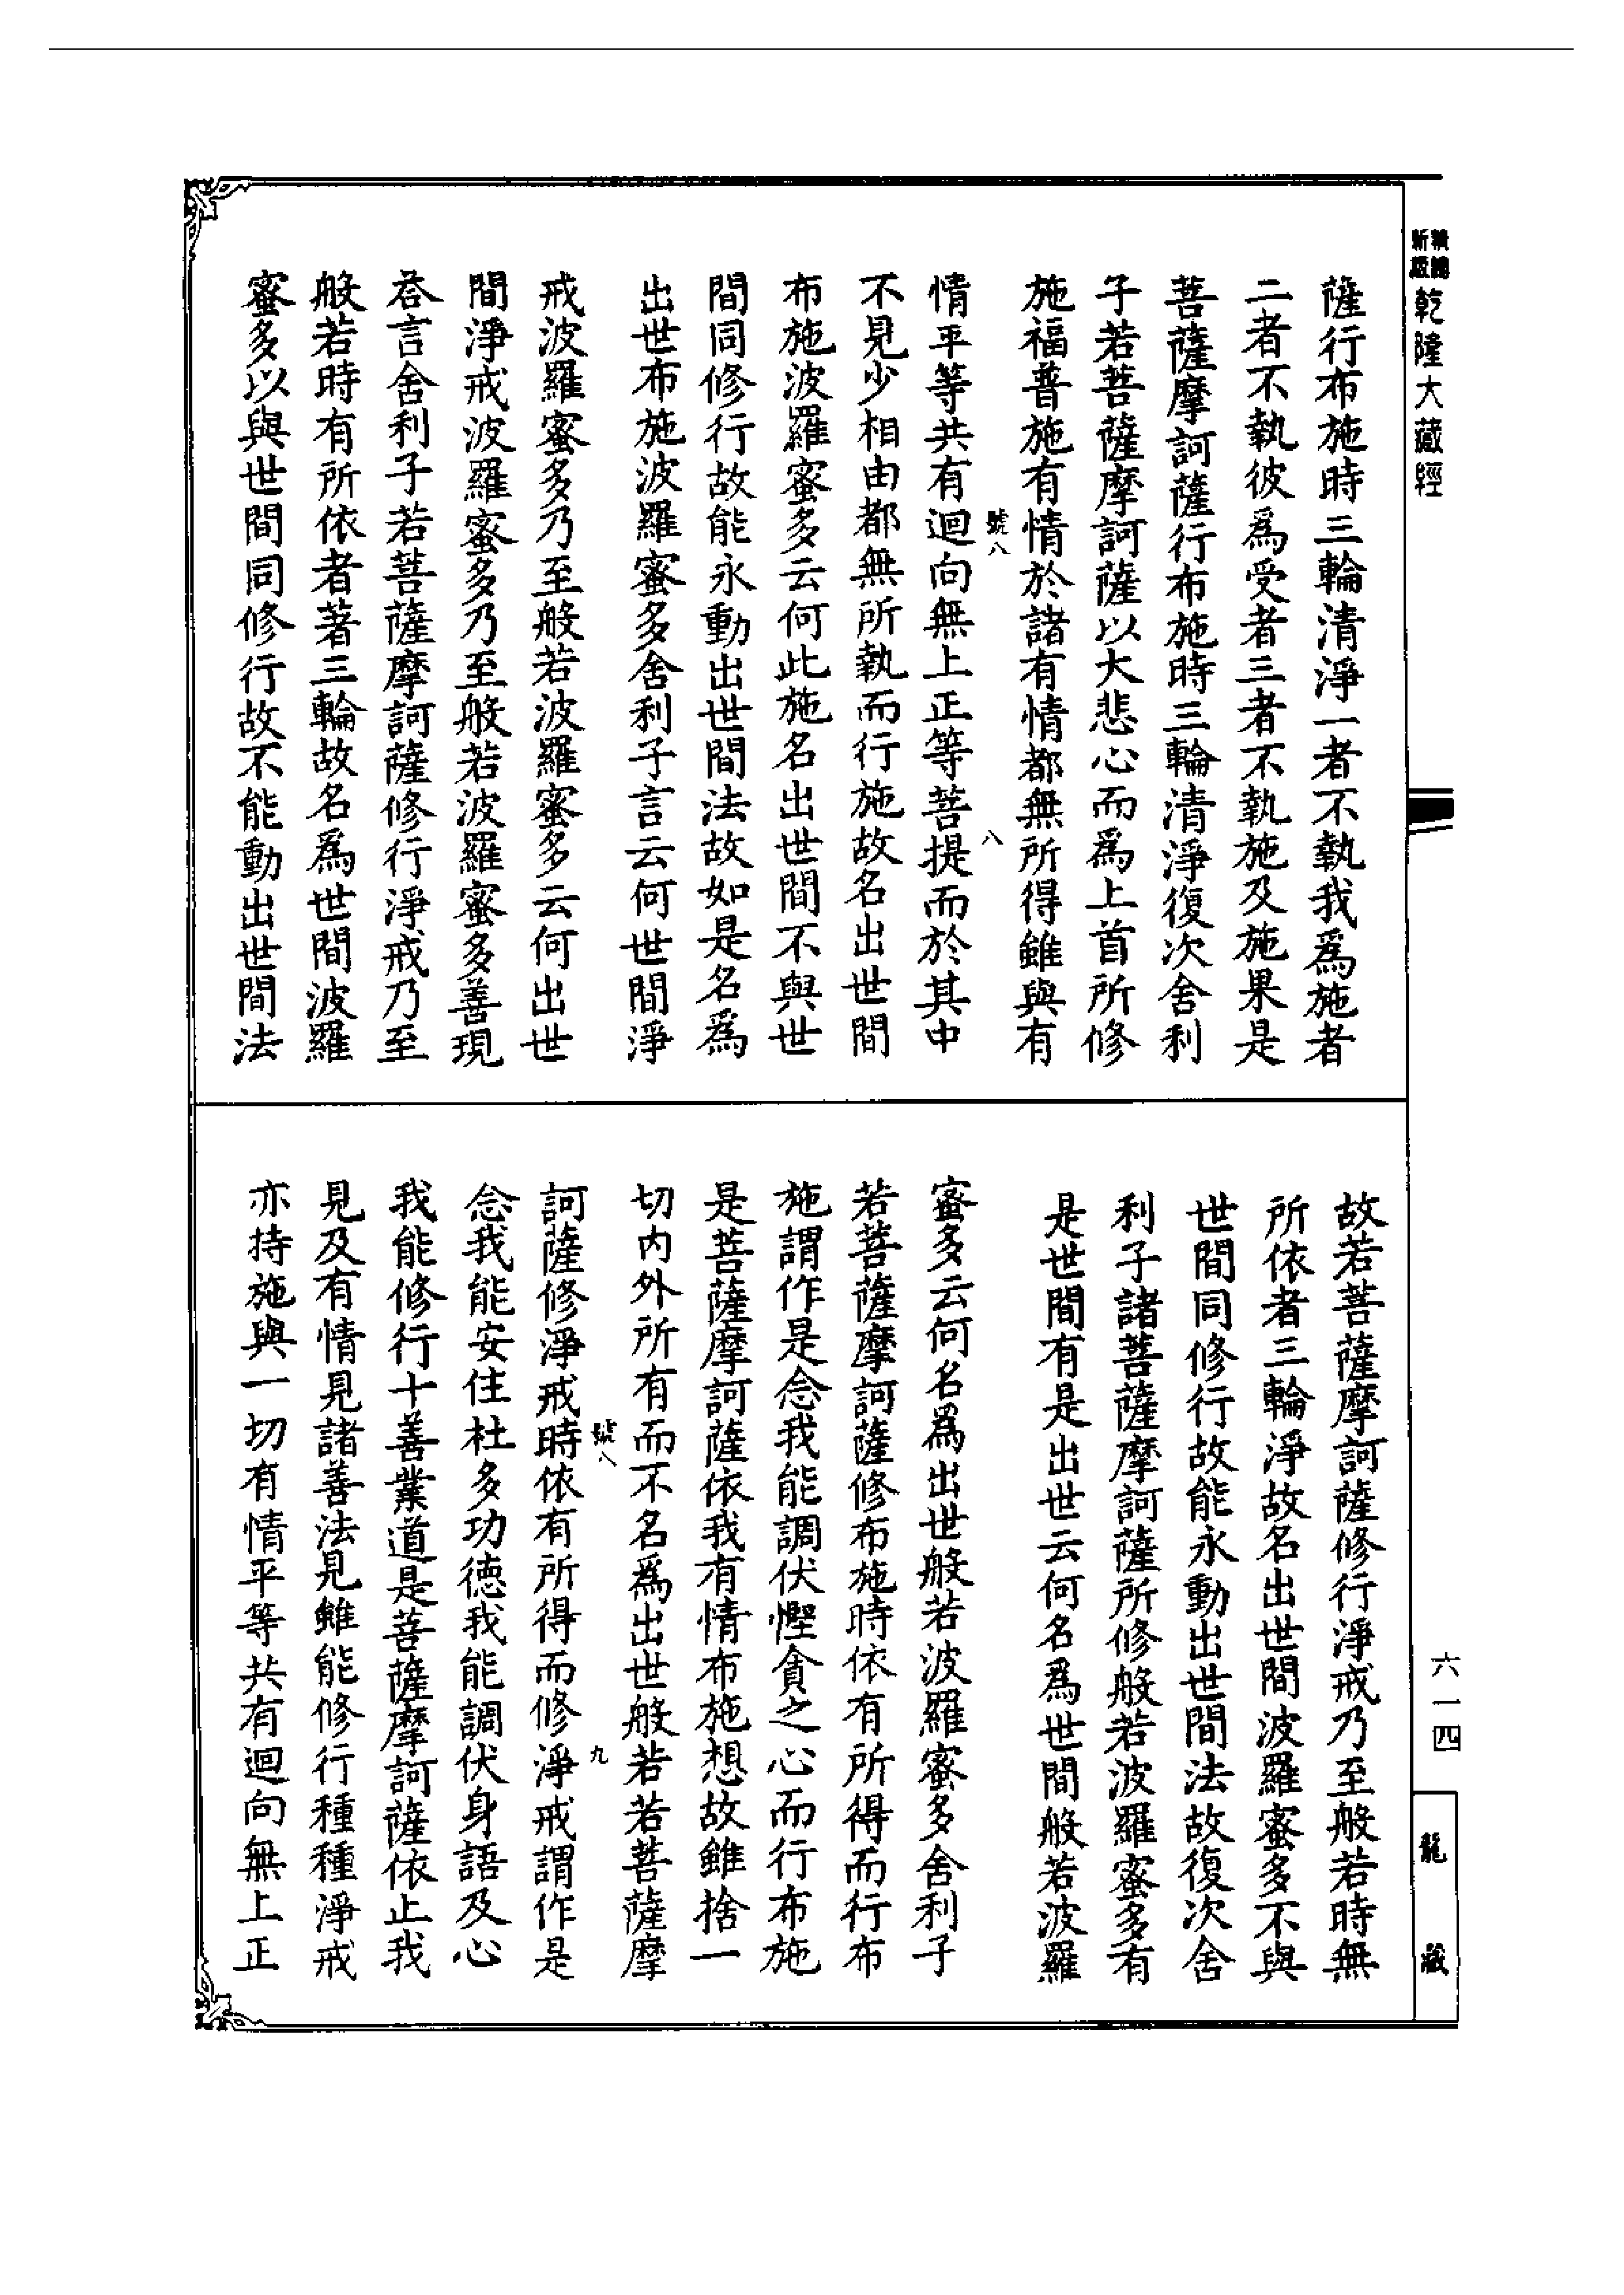 新編
縮版
乾隆大藏經
薩行布施時三輪清淨一者不執我爲施者
二者不執彼爲受者三者不執施及施果是
菩薩摩訶薩行布施時三輪清淨復次舍利
子若菩薩摩訶薩以大悲心而爲上首所修
施福普施有情於諸有情都無所得雖與有
號八
八
情平等共有迴向無上正等菩提而於其中
不見少相由都無所執而行施故名出世間
布施波羅蜜多云何此施名出世間不與世
間同修行故能永動出世間法故如是名爲
出世布施波羅蜜多舍利子言云何世間淨
戒波羅蜜多乃至般若波羅蜜多云何出世
間淨戒波羅蜜多乃至般若波羅蜜多善現
荅言舍利子若菩薩摩訶薩修行淨戒乃至
般若時有所依者著三輪故名爲世間波羅
蜜多以與世間同修行故不能動出世間法
故若菩薩摩訶薩修行淨戒乃至般若時無
所依者三輪淨故名出世間波羅蜜多不與
世間同修行故能永動出世間法故復次舍
利子諸菩薩摩訶薩所修般若波羅蜜多有
是世間有是出世云何名爲世間般若波羅
蜜多云何名爲出世般若波羅蜜多舍利子
若菩薩摩訶薩修布施時依有所得而行布
施謂作是念我能調伏慳貪之心而行布施
是菩薩摩訶薩依我有情布施想故雖捨一
切內外所有而不名爲出世般若若菩薩摩
號八
九
訶薩修淨戒時依有所得而修淨戒謂作是
念我能安住杜多功德我能調伏身語及心
我能修行十善業道是菩薩摩訶薩依止我
見及有情見諸善法見雖能修行種種淨戒
亦持施與一切有情平等共有迴向無上正
六一四
龍藏